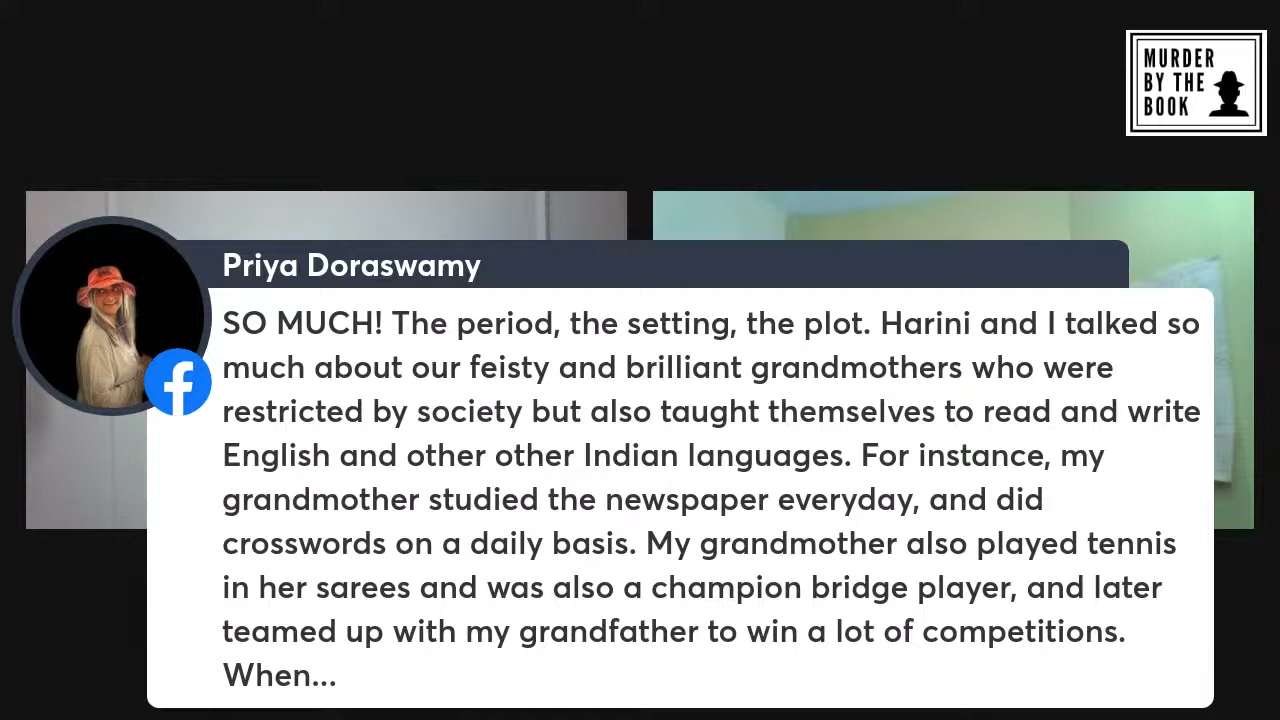 MURDER
BY THE
BOOK
Priya Doraswamy
SO MUCH! The period, the setting, the plot. Harini and I talked so
much about our feisty and brilliant grandmothers who were
restricted by society but also taught themselves to read and write
English and other other Indian languages. For instance, my
grandmother studied the newspaper everyday, and did
crosswords on a daily basis. My grandmother also played tennis
in her sarees and was also a champion bridge player, and later
teamed up with my grandfather to win a lot of competitions.
When...